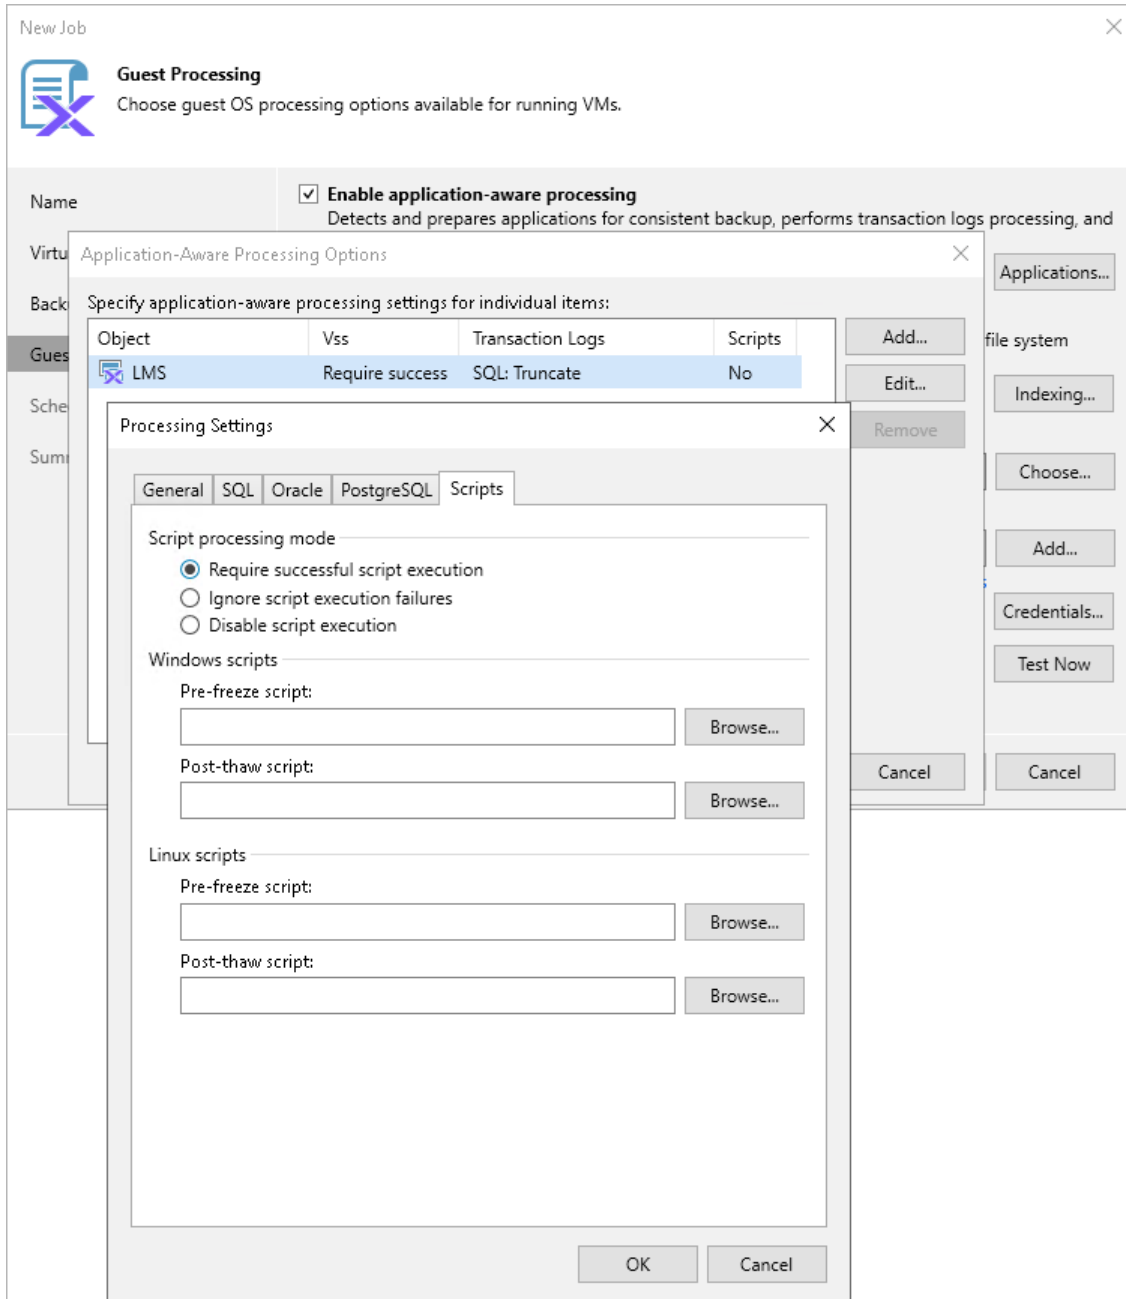 New Job
Guest Processing
Choose guest OS processing options available for running VMs.
Name
Enable application-aware processing
Detects and prepares applications for consistent backup, performs transaction logs processing, and
Virtu
Application-Aware Processing Options
Applications...
Back
Specify application-aware processing settings for individual items:
Object Vss Transaction Logs Scripts
Add...
file system
Gues
LMS Require success SQL: Truncate No
Edit...
Indexing...
Sche
Processing Settings
Remove
Summ
Choose...
General SQL Oracle PostgreSQL Scripts
Script processing mode
Add...
Require successful script execution
s
Ignore script execution failures
Credentials...
Disable script execution
Windows scripts
Test Now
Pre-freeze script:
Browse...
Post-thaw script:
Cancel
Cancel
Browse...
Linux scripts
Pre-freeze script:
Browse...
Post-thaw script:
Browse...
OK Cancel